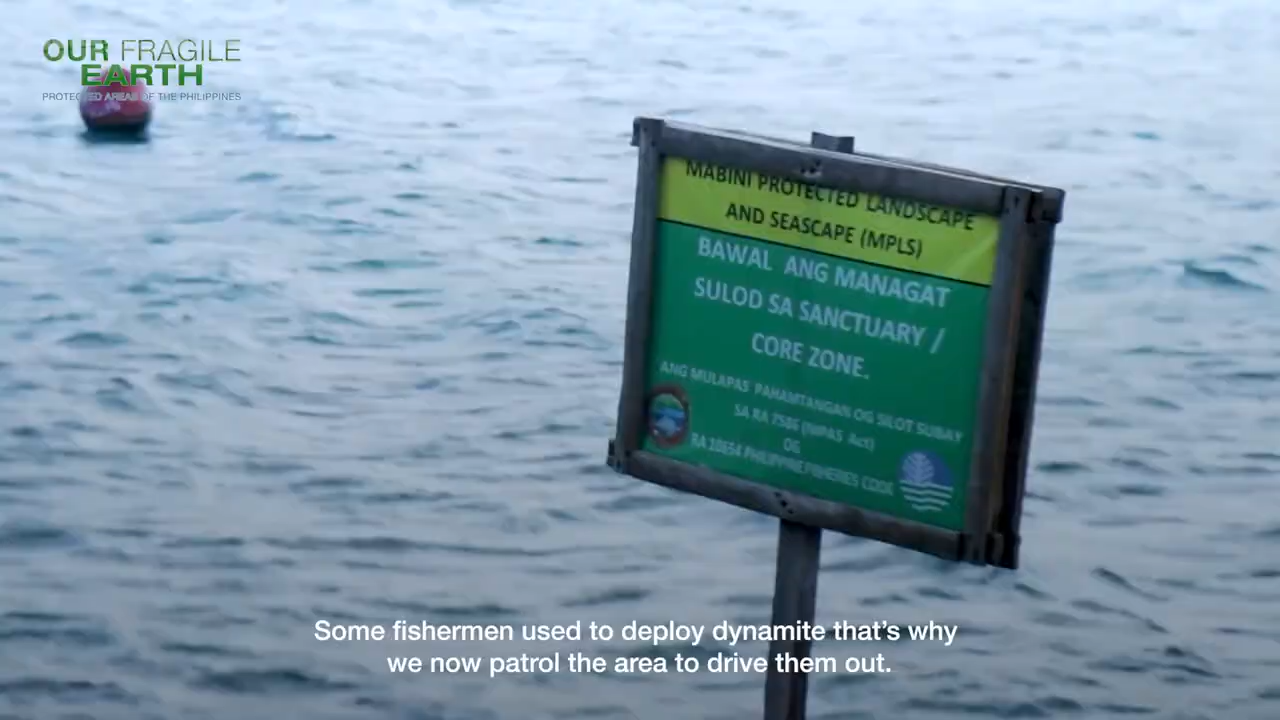 OUR FRAGILE
EARTH
PROTECTED AREAS OF THE PHILIPPINES
MABINI PROTECTED LANDSCAPE
AND SEASCAPE (MPLS)
BAWAL ANG MANAGAT
SULOD SA SANCTUARY /
CORE ZONE.
ANG MULAPAS PAHAMTANGAN OG SILOT SUBAY
SA RA 7586 (NIPAS Act)
OG
RA 10654 PHILIPPINE FISHERIES CODE
Some fishermen used to deploy dynamite that's why
we now patrol the area to drive them out.